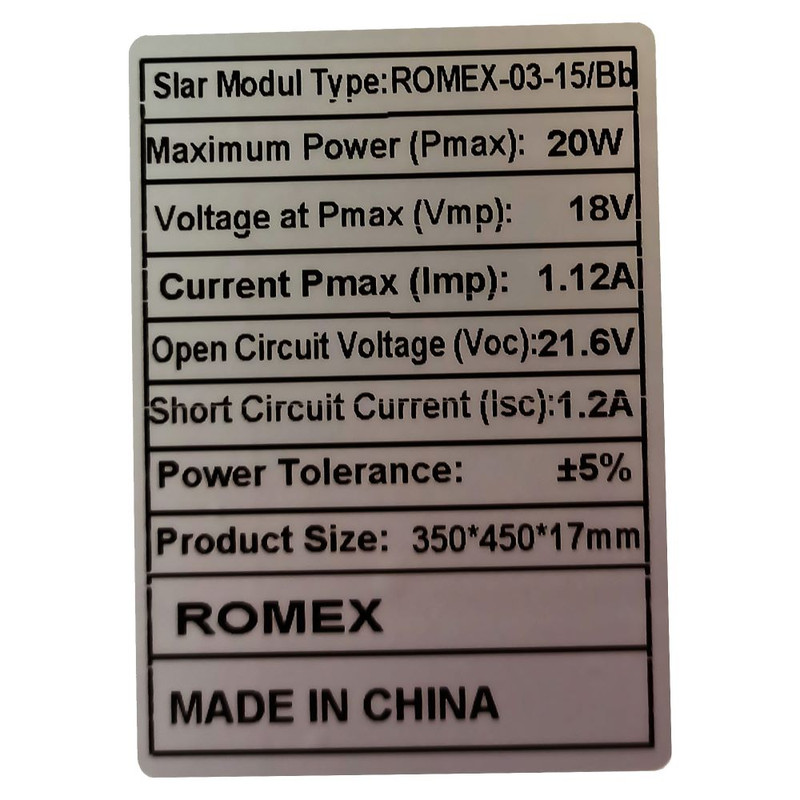 Slar Modul Type:ROMEX-03-15/Bb
Maximum Power (Pmax): 20W
Voltage at Pmax (Vmp): 18V
Current Pmax (Imp): 1.12A
Open Circuit Voltage (Voc):21.6V
Short Circuit Current (Isc):1.2A
Power Tolerance: ±5%
Product Size: 350*450*17mm
ROMEX
MADE IN CHINA